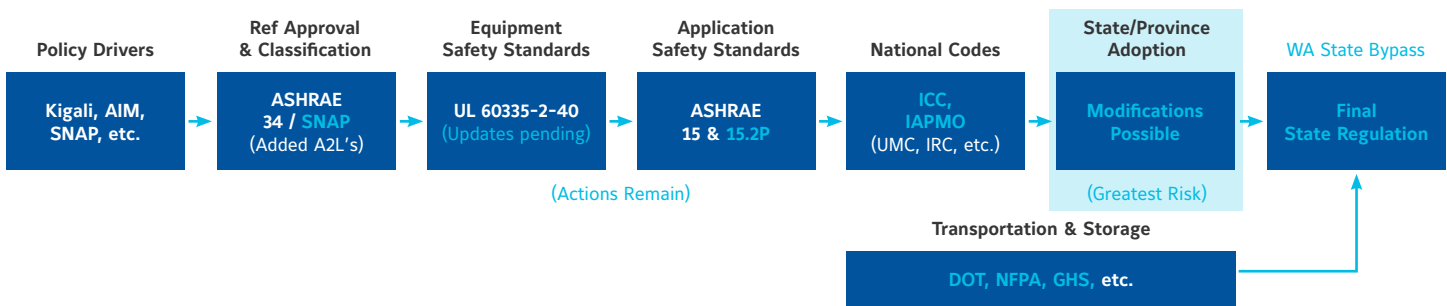 Policy Drivers
Kigali, AIM,
SNAP, etc.
Ref Approval
& Classification
ASHRAE
34 / SNAP
(Added A2L's)
Equipment
Safety Standards
UL 60335-2-40
(Updates pending)
Application
Safety Standards
ASHRAE
15 & 15.2P
(Actions Remain)
National Codes
ICC,
IAPMO
(UMC, IRC, etc.)
State/Province
Adoption
Modifications
Possible
(Greatest Risk)
WA State Bypass
Final
State Regulation
Transportation & Storage
DOT, NFPA, GHS, etc.